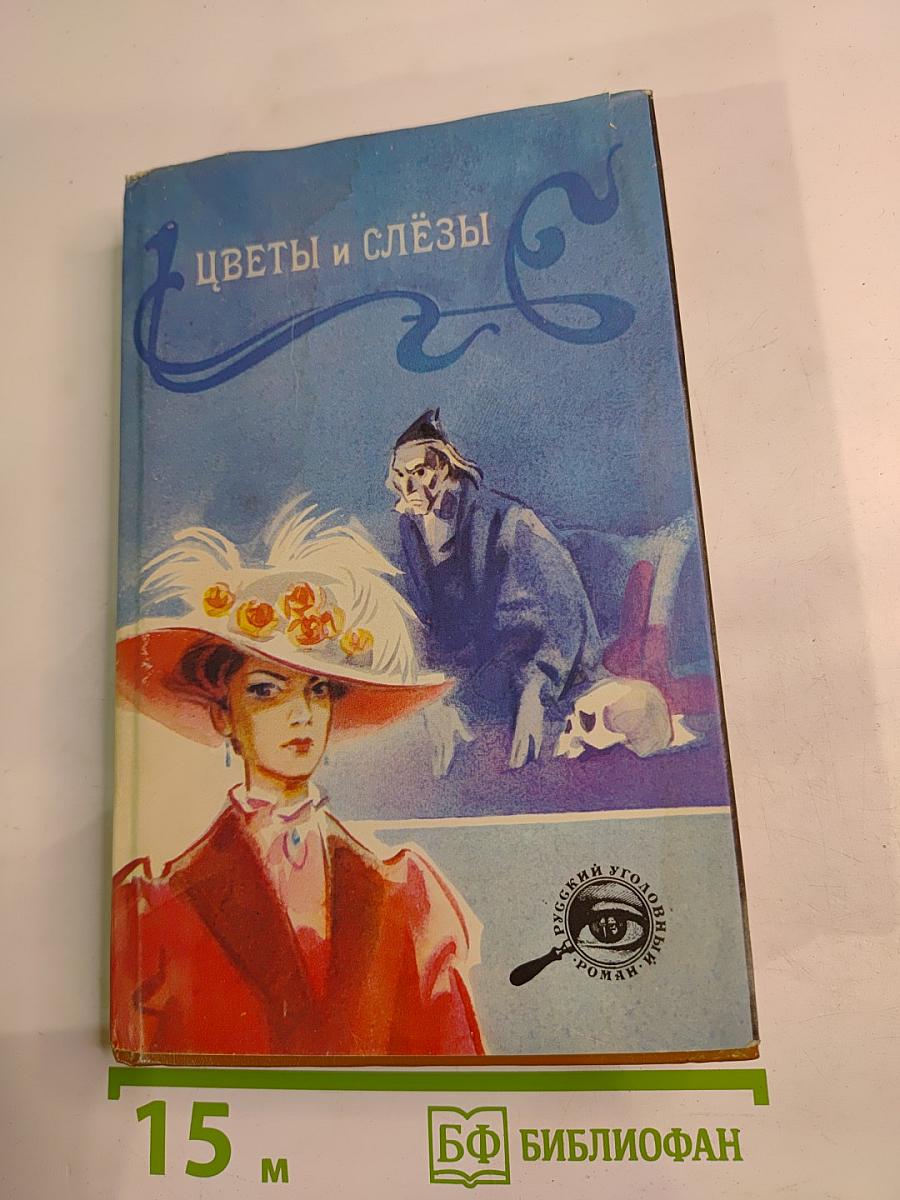 ЦВЕТЫ и СЛЁЗЫ
РУССКИЙ УГОЛОВНЫЙ
· РОМАН ·
15 м
БФ БИБЛИОФАН